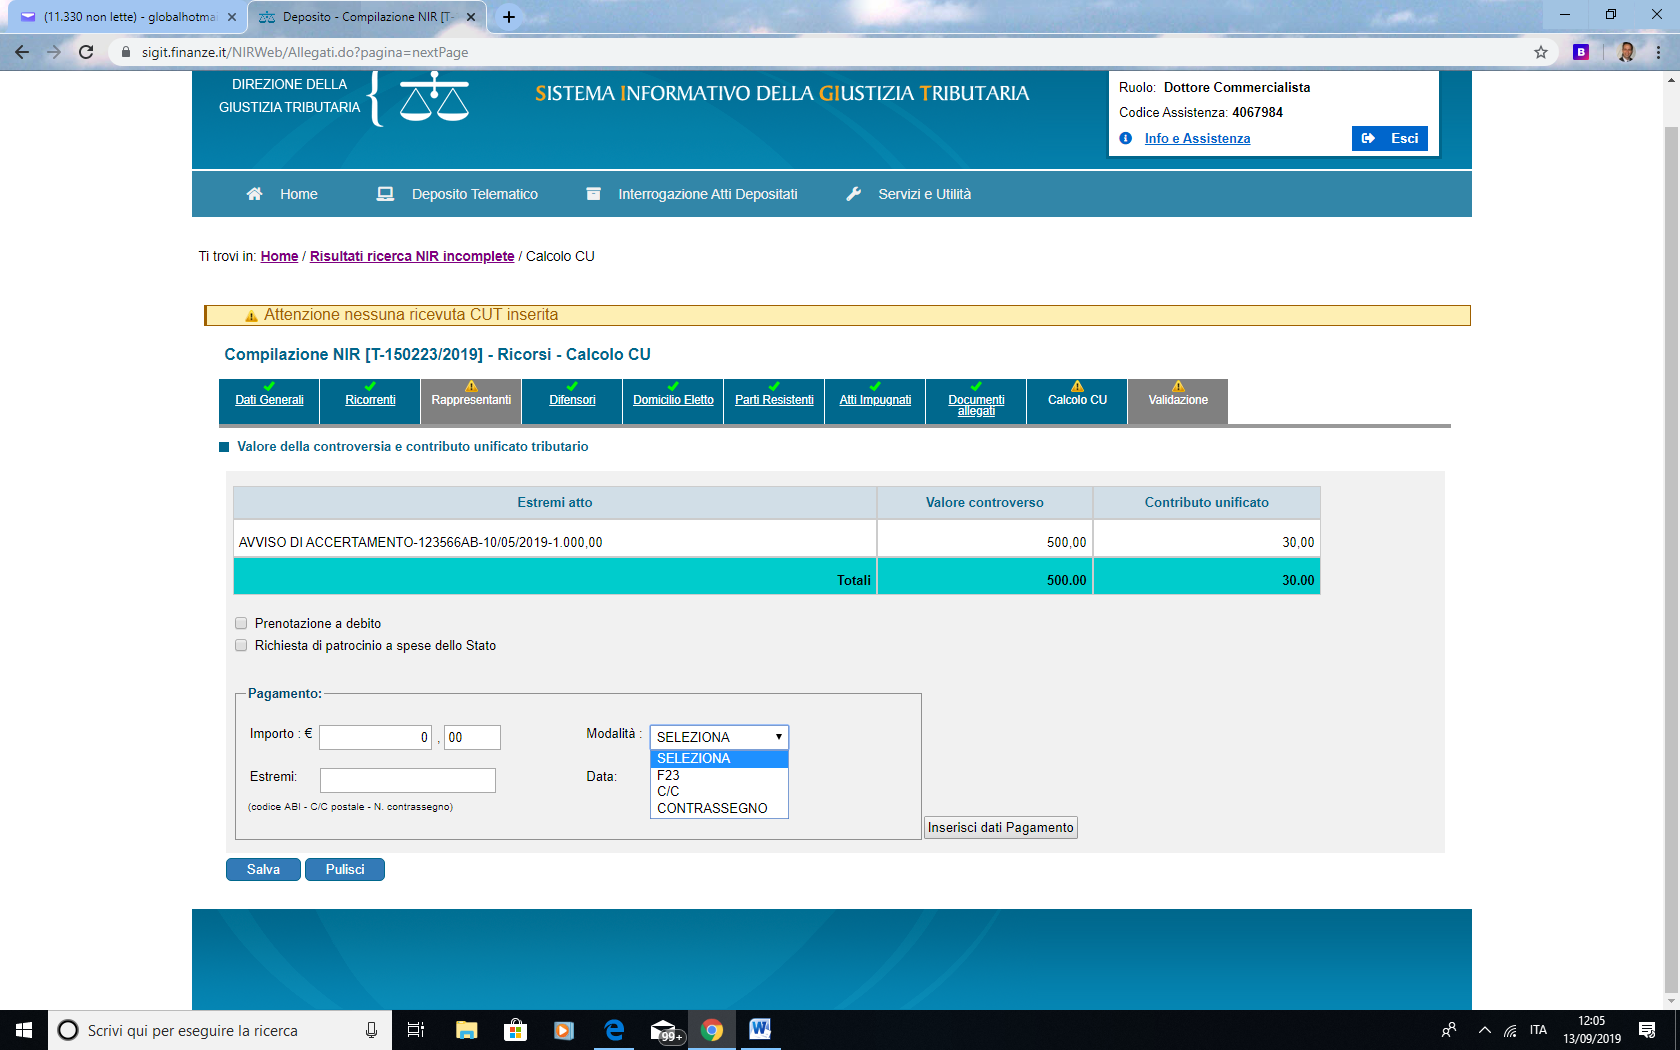 (11.330 non lette) - globalhotma
Deposito - Compilazione NIR [T-
sigit.finanze.it/NIRWeb/Allegati.do?pagina=nextPage
DIREZIONE DELLA
GIUSTIZIA TRIBUTARIA
SISTEMA INFORMATIVO DELLA GIUSTIZIA TRIBUTARIA
Ruolo: Dottore Commercialista
Codice Assistenza: 4067984
Info e Assistenza
Esci
Home
Deposito Telematico
Interrogazione Atti Depositati
Servizi e Utilità
Ti trovi in: Home / Risultati ricerca NIR incomplete / Calcolo CU
Attenzione nessuna ricevuta CUT inserita
Compilazione NIR [T-150223/2019] - Ricorsi - Calcolo CU
Dati Generali
Ricorrenti
Rappresentanti
Difensori
Domicilio Eletto
Parti Resistenti
Atti Impugnati
Documenti
allegati
Calcolo CU
Validazione
Valore della controversia e contributo unificato tributario
Estremi atto
Valore controverso
Contributo unificato
AVVISO DI ACCERTAMENTO-123566AB-10/05/2019-1.000,00
500,00
30,00
Totali
500.00
30.00
Prenotazione a debito
Richiesta di patrocinio a spese dello Stato
Pagamento:
Importo : € 0 , 00
Modalità : SELEZIONA
SELEZIONA
F23
C/C
CONTRASSEGNO
Estremi:
Data:
(codice ABI - C/C postale - N. contrassegno)
Inserisci dati Pagamento
Salva
Pulisci
Scrivi qui per eseguire la ricerca
99+
ITA
12:05
13/09/2019